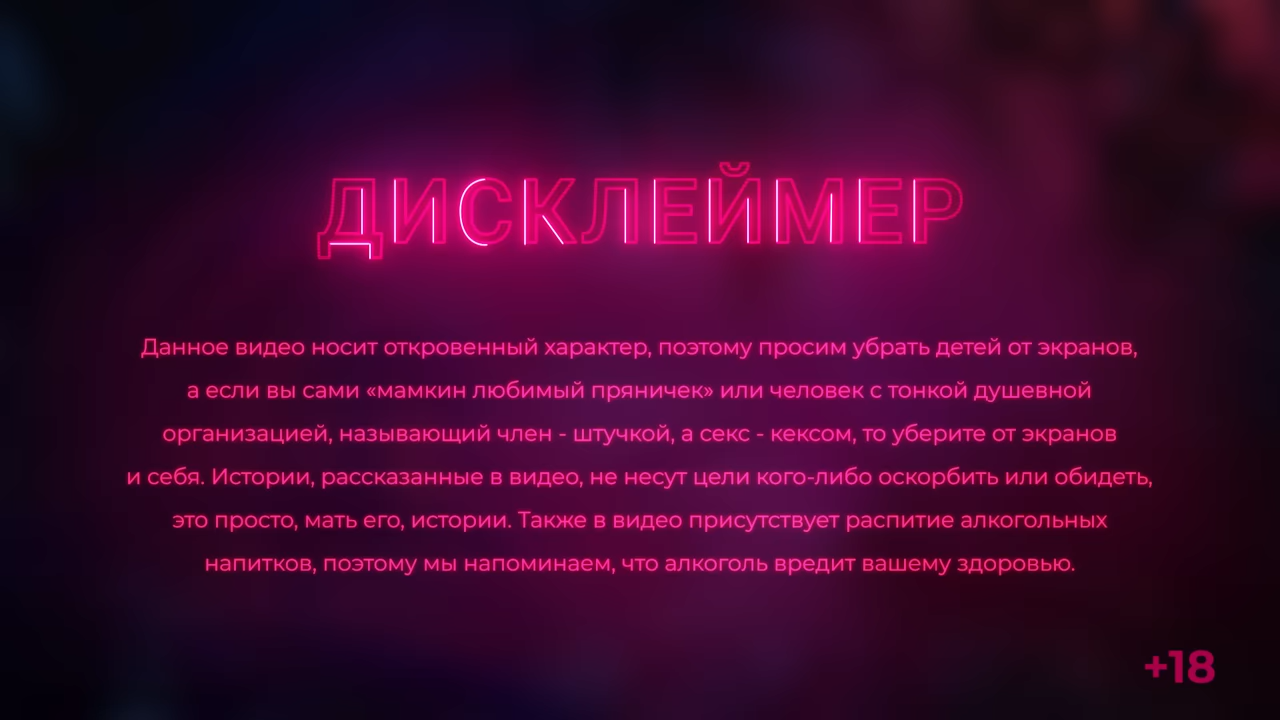 ДИСКЛЕЙМЕР
Данное видео носит откровенный характер, поэтому просим убрать детей от экранов,
а если вы сами «мамкин любимый пряничек» или человек с тонкой душевной
организацией, называющий член - штучкой, а секс - кексом, то уберите от экранов
и себя. Истории, рассказанные в видео, не несут цели кого-либо оскорбить или обидеть,
это просто, мать его, истории. Также в видео присутствует распитие алкогольных
напитков, поэтому мы напоминаем, что алкоголь вредит вашему здоровью.
+18